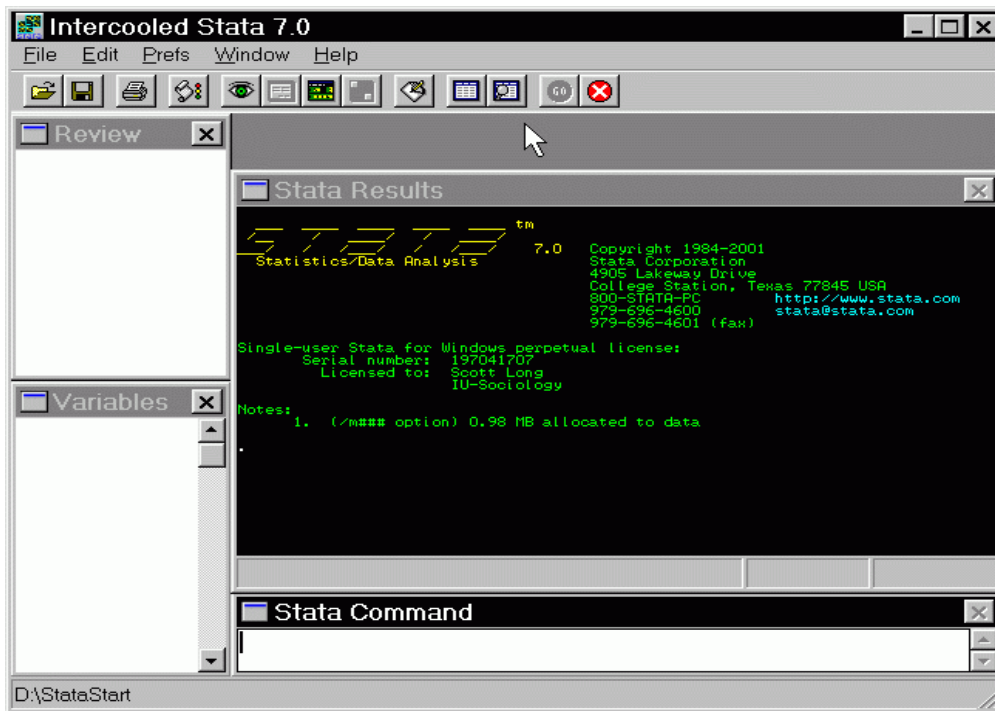 Intercooled Stata 7.0
File Edit Prefs Window Help
GO
Review
Stata Results
STATA tm
7.0 Copyright 1984-2001
Statistics/Data Analysis Stata Corporation
4905 Lakeway Drive
College Station, Texas 77845 USA
800-STATA-PC http://www.stata.com
979-696-4600 stata@stata.com
979-696-4601 (fax)
Single-user Stata for Windows perpetual license:
Serial number: 197041707
Licensed to: Scott Long
IU-Sociology
Notes:
1. (/m### option) 0.98 MB allocated to data
.
Variables
Stata Command
D:\StataStart